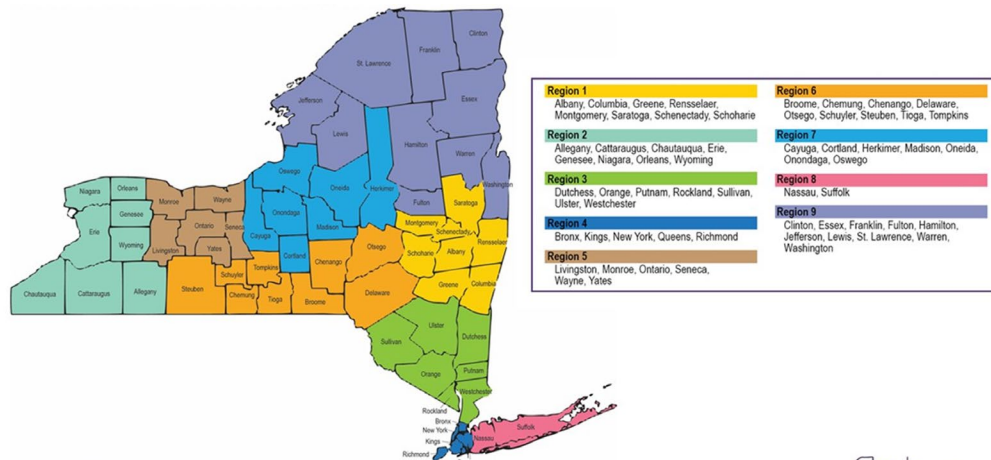 Clinton
Franklin
St. Lawrence
Essex
Jefferson
Lewis
Hamilton
Warren
Washington
Oswego
Oneida
Herkimer
Fulton
Saratoga
Niagara
Orleans
Monroe
Wayne
Genesee
Erie
Wyoming
Livingston
Ontario
Seneca
Yates
Cayuga
Onondaga
Madison
Cortland
Montgomery
Schenectady
Rensselaer
Schoharie
Albany
Otsego
Chenango
Tompkins
Schuyler
Chautauqua
Cattaraugus
Allegany
Steuben
Chemung
Tioga
Broome
Delaware
Greene
Columbia
Ulster
Sullivan
Dutchess
Orange
Putnam
Westchester
Rockland
Bronx
New York
Kings
Richmond
Nassau
Suffolk
Region 1
Albany, Columbia, Greene, Rensselaer,
Montgomery, Saratoga, Schenectady, Schoharie
Region 2
Allegany, Cattaraugus, Chautauqua, Erie,
Genesee, Niagara, Orleans, Wyoming
Region 3
Dutchess, Orange, Putnam, Rockland, Sullivan,
Ulster, Westchester
Region 4
Bronx, Kings, New York, Queens, Richmond
Region 5
Livingston, Monroe, Ontario, Seneca,
Wayne, Yates
Region 6
Broome, Chemung, Chenango, Delaware,
Otsego, Schuyler, Steuben, Tioga, Tompkins
Region 7
Cayuga, Cortland, Herkimer, Madison, Oneida,
Onondaga, Oswego
Region 8
Nassau, Suffolk
Region 9
Clinton, Essex, Franklin, Fulton, Hamilton,
Jefferson, Lewis, St. Lawrence, Warren,
Washington